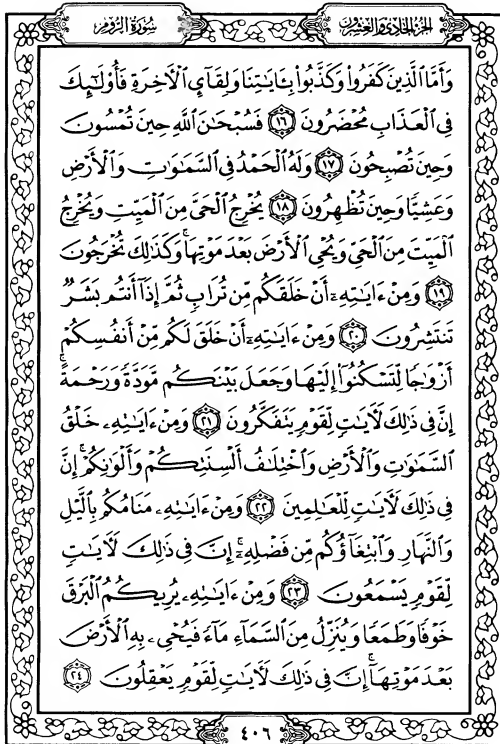 الجزء الحادي والعشرون
سورة الروم
وَأَمَّا ٱلَّذِينَ كَفَرُوا۟ وَكَذَّبُوا۟ بِـَٔايَـٰتِنَا وَلِقَآئِ ٱلْـَٔاخِرَةِ فَأُو۟لَـٰٓئِكَ
فِى ٱلْعَذَابِ مُحْضَرُونَ ١٦ فَسُبْحَـٰنَ ٱللَّهِ حِينَ تُمْسُونَ
وَحِينَ تُصْبِحُونَ ١٧ وَلَهُ ٱلْحَمْدُ فِى ٱلسَّمَـٰوَٰتِ وَٱلْأَرْضِ
وَعَشِيًّا وَحِينَ تُظْهِرُونَ ١٨ يُخْرِجُ ٱلْحَىَّ مِنَ ٱلْمَيِّتِ وَيُخْرِجُ
ٱلْمَيِّتَ مِنَ ٱلْحَىِّ وَيُحْىِ ٱلْأَرْضَ بَعْدَ مَوْتِهَا ۚ وَكَذَٰلِكَ تُخْرَجُونَ
١٩ وَمِنْ ءَايَـٰتِهِۦٓ أَنْ خَلَقَكُم مِّن تُرَابٍ ثُمَّ إِذَآ أَنتُم بَشَرٌ
تَنتَشِرُونَ ٢٠ وَمِنْ ءَايَـٰتِهِۦٓ أَنْ خَلَقَ لَكُم مِّنْ أَنفُسِكُمْ
أَزْوَٰجًا لِّتَسْكُنُوٓا۟ إِلَيْهَا وَجَعَلَ بَيْنَكُم مَّوَدَّةً وَرَحْمَةً ۚ
إِنَّ فِى ذَٰلِكَ لَـَٔايَـٰتٍ لِّقَوْمٍ يَتَفَكَّرُونَ ٢١ وَمِنْ ءَايَـٰتِهِۦ خَلْقُ
ٱلسَّمَـٰوَٰتِ وَٱلْأَرْضِ وَٱخْتِلَـٰفُ أَلْسِنَتِكُمْ وَأَلْوَٰنِكُمْ ۚ إِنَّ
فِى ذَٰلِكَ لَـَٔايَـٰتٍ لِّلْعَـٰلِمِينَ ٢٢ وَمِنْ ءَايَـٰتِهِۦ مَنَامُكُم بِٱلَّيْلِ
وَٱلنَّهَارِ وَٱبْتِغَآؤُكُم مِّن فَضْلِهِۦٓ ۚ إِنَّ فِى ذَٰلِكَ لَـَٔايَـٰتٍ
لِّقَوْمٍ يَسْمَعُونَ ٢٣ وَمِنْ ءَايَـٰتِهِۦ يُرِيكُمُ ٱلْبَرْقَ
خَوْفًا وَطَمَعًا وَيُنَزِّلُ مِنَ ٱلسَّمَآءِ مَآءً فَيُحْىِۦ بِهِ ٱلْأَرْضَ
بَعْدَ مَوْتِهَآ ۚ إِنَّ فِى ذَٰلِكَ لَـَٔايَـٰتٍ لِّقَوْمٍ يَعْقِلُونَ ٢٤
٤٠٦